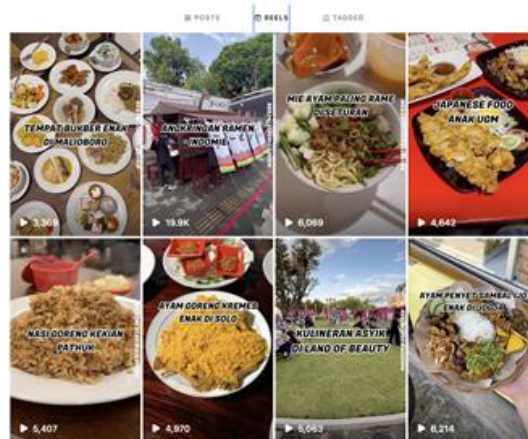 POSTS
REELS
TAGGED
TEMPAT BUKBER ENAK
DI MALIOBORO
3,369
ANGKRINGAN RAMEN
INDOMIE
19.9K
MIE AYAM PALING RAME
DI SETURAN
6,069
JAPANESE FOOD
ANAK UGM
4,642
NASI GORENG KEKIAN
PATHUK
5,407
AYAM GORENG KREMES
ENAK DI SOLO
4,970
KULINERAN ASYIK
DI LAND OF BEAUTY
5,063
AYAM PENYET SAMBAL IJO
ENAK DI JOGJA
6,214